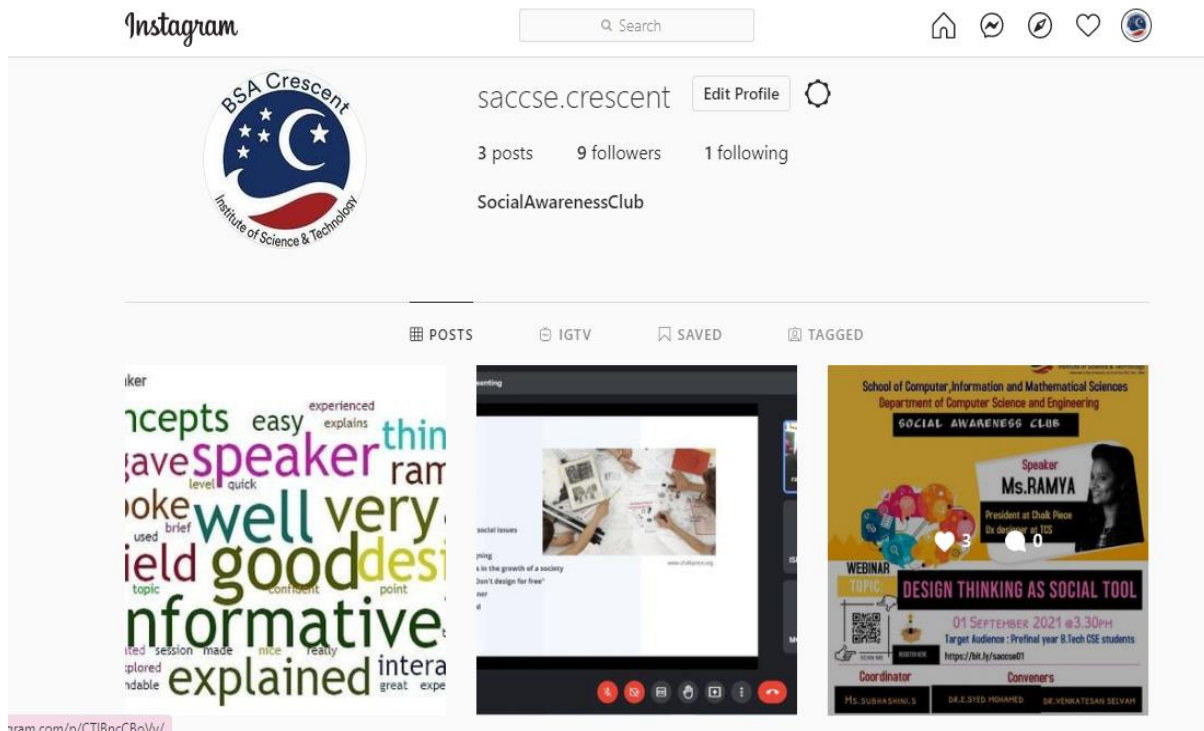 Instagram
Search
BSA Crescent
Institute of Science & Technology
saccse.crescent Edit Profile
3 posts 9 followers 1 following
SocialAwarenessClub
POSTS IGTV SAVED TAGGED
experienced
easy explains
speaker
level quick
well very
used brief
good
topic confident point
session made nice really
explained
great
social issues
s in the growth of a society
Don't design for free"
School of Computer,Information and Mathematical Sciences
Department of Computer Science and Engineering
SOCIAL AWARENESS CLUB
Speaker
Ms.RAMYA
President at Chalk Piece
Ux designer at TCS
3 0
WEBINAR
TOPIC:
DESIGN THINKING AS SOCIAL TOOL
01 SEPTEMBER 2021 @3.30PM
Target Audience : Prefinal year B.Tech CSE students
SCAN ME REGISTER HERE https://bit.ly/saccse01
Coordinator Conveners
MS.SUBHASHINI.S DR.E.SYED MOHAMED DR.VENKATESAN SELVAM